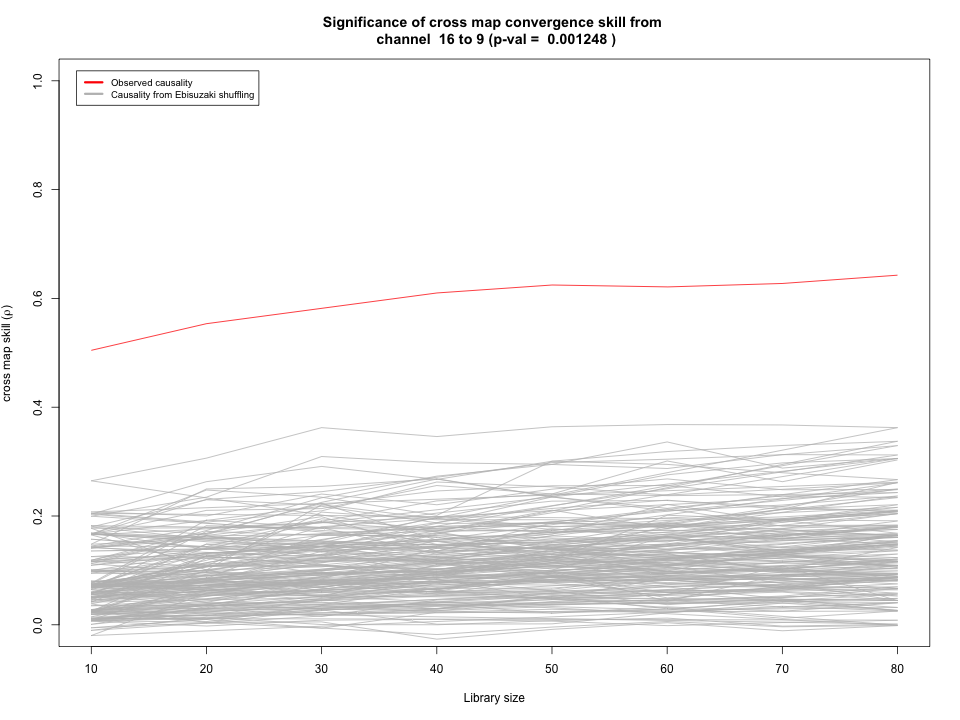 Significance of cross map convergence skill from
channel  16 to 9 (p-val =  0.001248 )
Observed causality
Causality from Ebisuzaki shuffling
cross map skill (ρ)
1.0
0.8
0.6
0.4
0.2
0.0
10 20 30 40 50 60 70 80
Library size